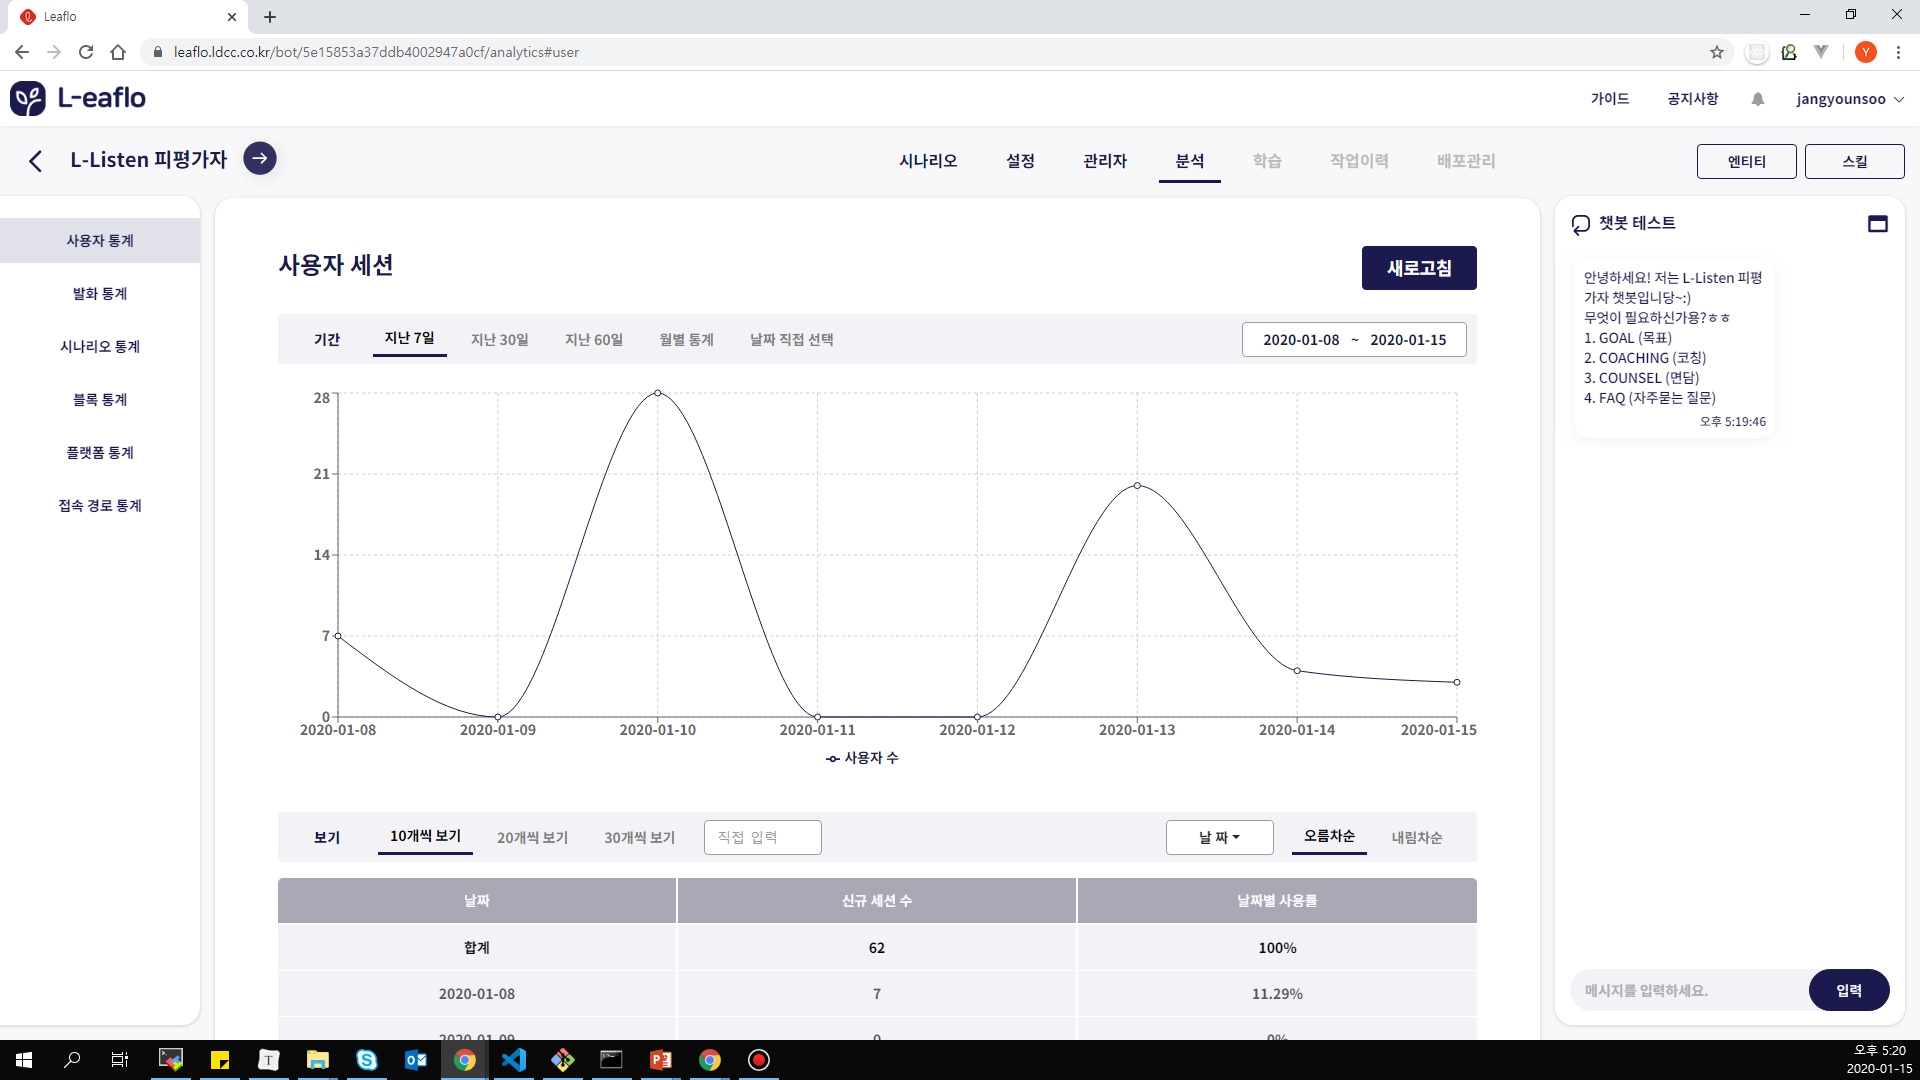 Leaflo
leaflo.ldcc.co.kr/bot/5e15853a37ddb4002947a0cf/analytics#user
Y
L-eaflo
가이드
공지사항
jangyounsoo
L-Listen 피평가자
시나리오
설정
관리자
분석
학습
작업이력
배포관리
엔티티
스킬
사용자 통계
발화 통계
시나리오 통계
블록 통계
플랫폼 통계
접속 경로 통계
사용자 세션
새로고침
기간
지난 7일
지난 30일
지난 60일
월별 통계
날짜 직접 선택
2020-01-08 ~ 2020-01-15
28
21
14
7
0
2020-01-08
2020-01-09
2020-01-10
2020-01-11
2020-01-12
2020-01-13
2020-01-14
2020-01-15
사용자 수
보기
10개씩 보기
20개씩 보기
30개씩 보기
직접 입력
날 짜
오름차순
내림차순
날짜 신규 세션 수 날짜별 사용률
합계 62 100%
2020-01-08 7 11.29%
2020-01-09 0 0%
챗봇 테스트
안녕하세요! 저는 L-Listen 피평
가자 챗봇입니당~:)
무엇이 필요하신가용?ㅎㅎ
1. GOAL (목표)
2. COACHING (코칭)
3. COUNSEL (면담)
4. FAQ (자주묻는 질문)
오후 5:19:46
메시지를 입력하세요.
입력
오후 5:20
2020-01-15